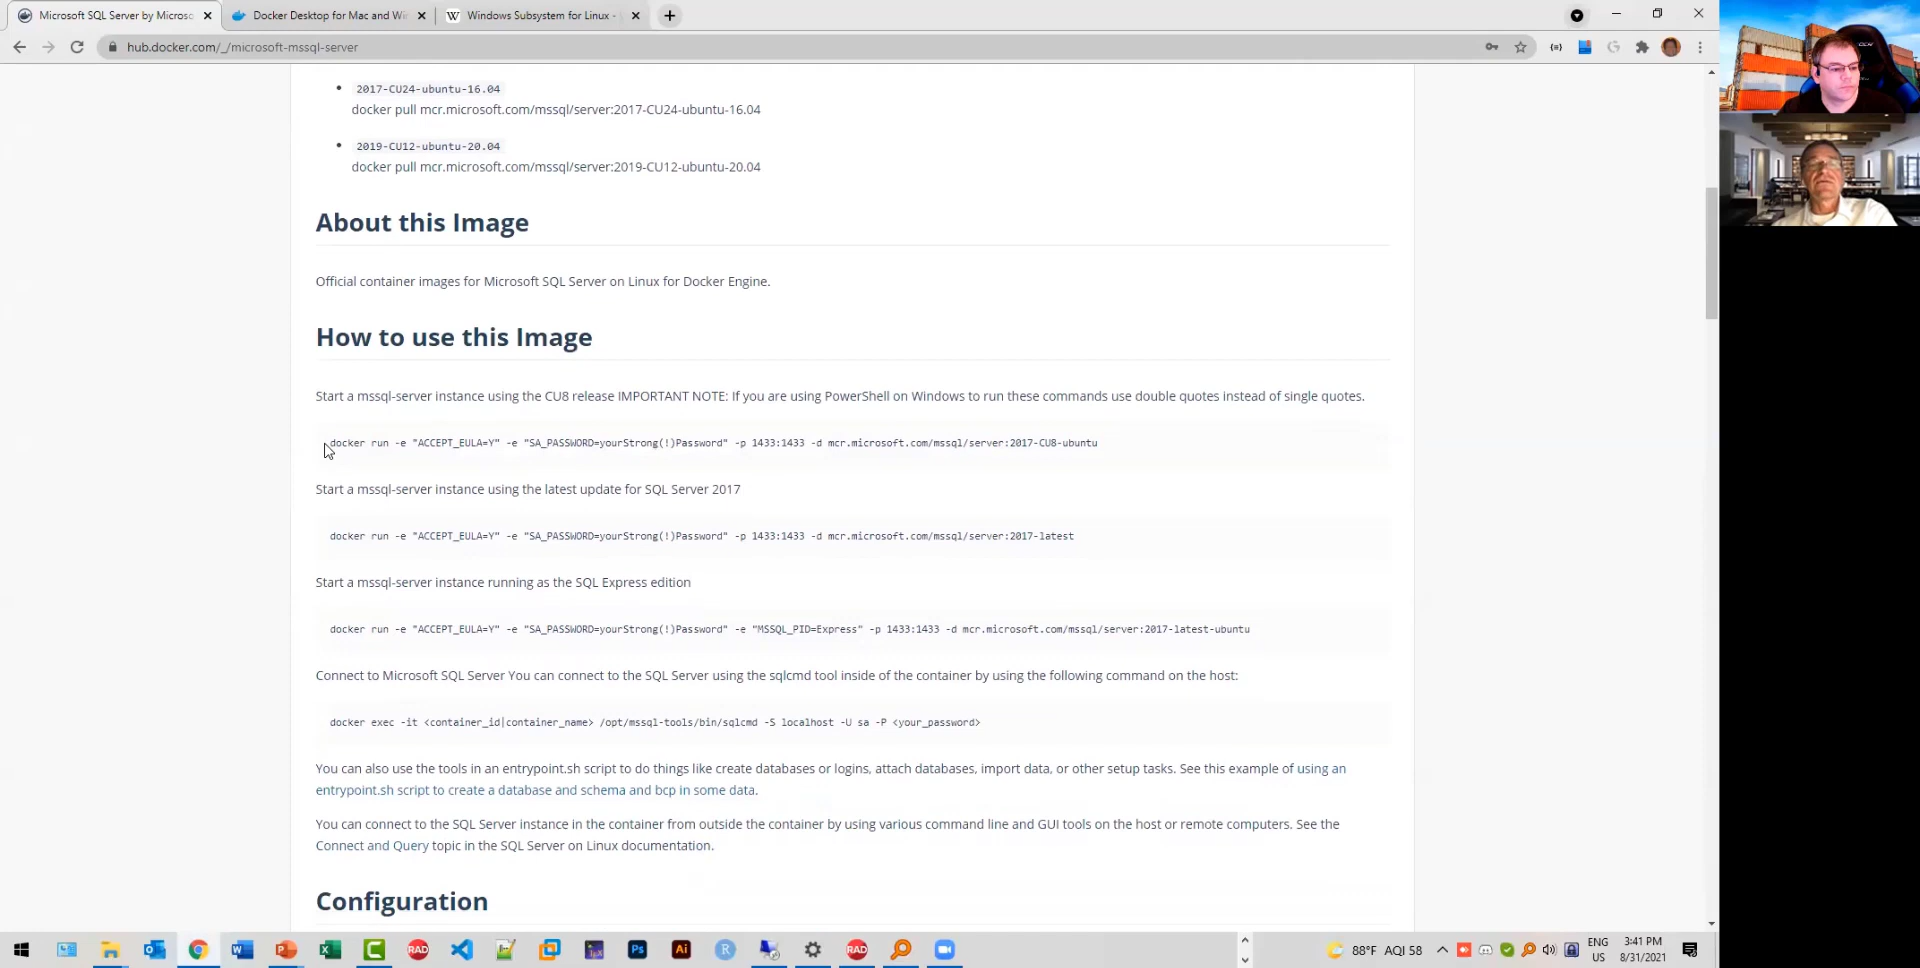 Microsoft SQL Server by Microso
Docker Desktop for Mac and Wi
Windows Subsystem for Linux -
hub.docker.com/_/microsoft-mssql-server
2017-CU24-ubuntu-16.04
docker pull mcr.microsoft.com/mssql/server:2017-CU24-ubuntu-16.04
2019-CU12-ubuntu-20.04
docker pull mcr.microsoft.com/mssql/server:2019-CU12-ubuntu-20.04
About this Image
Official container images for Microsoft SQL Server on Linux for Docker Engine.
How to use this Image
Start a mssql-server instance using the CU8 release IMPORTANT NOTE: If you are using PowerShell on Windows to run these commands use double quotes instead of single quotes.
docker run -e "ACCEPT_EULA=Y" -e "SA_PASSWORD=yourStrong(!)Password" -p 1433:1433 -d mcr.microsoft.com/mssql/server:2017-CU8-ubuntu
Start a mssql-server instance using the latest update for SQL Server 2017
docker run -e "ACCEPT_EULA=Y" -e "SA_PASSWORD=yourStrong(!)Password" -p 1433:1433 -d mcr.microsoft.com/mssql/server:2017-latest
Start a mssql-server instance running as the SQL Express edition
docker run -e "ACCEPT_EULA=Y" -e "SA_PASSWORD=yourStrong(!)Password" -e "MSSQL_PID=Express" -p 1433:1433 -d mcr.microsoft.com/mssql/server:2017-latest-ubuntu
Connect to Microsoft SQL Server You can connect to the SQL Server using the sqlcmd tool inside of the container by using the following command on the host:
docker exec -it <container_id|container_name> /opt/mssql-tools/bin/sqlcmd -S localhost -U sa -P <your_password>
You can also use the tools in an entrypoint.sh script to do things like create databases or logins, attach databases, import data, or other setup tasks. See this example of using an
entrypoint.sh script to create a database and schema and bcp in some data.
You can connect to the SQL Server instance in the container from outside the container by using various command line and GUI tools on the host or remote computers. See the
Connect and Query topic in the SQL Server on Linux documentation.
Configuration
RAD
Ps
Ai
R
RAD
88°F AQI 58
ENG
US
3:41 PM
8/31/2021